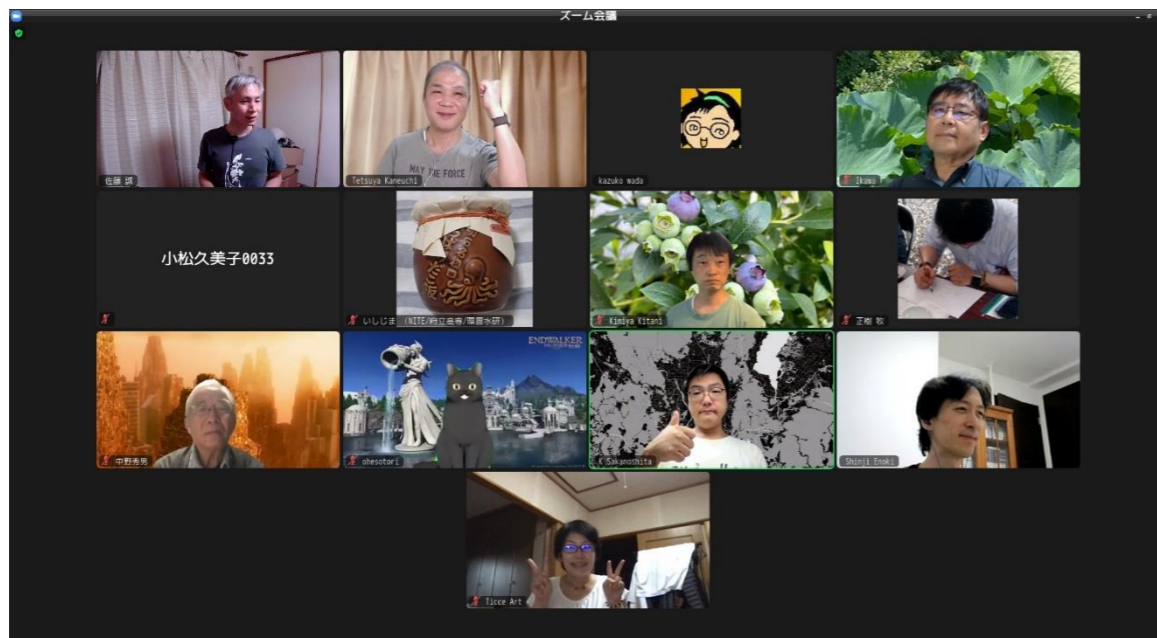 ズーム会議
佐藤 誠
Tetsuya Kaneuchi
MAY THE FORCE
kazuko wada
Ikawa
小松久美子0033
いしじま (NITE/府立高専/環農水研)
Kimiya Kitani
正樹 牧
中野秀男
ENDWALKER
ohesotori
K Sakanoshita
Shinji Enoki
Ticce Art